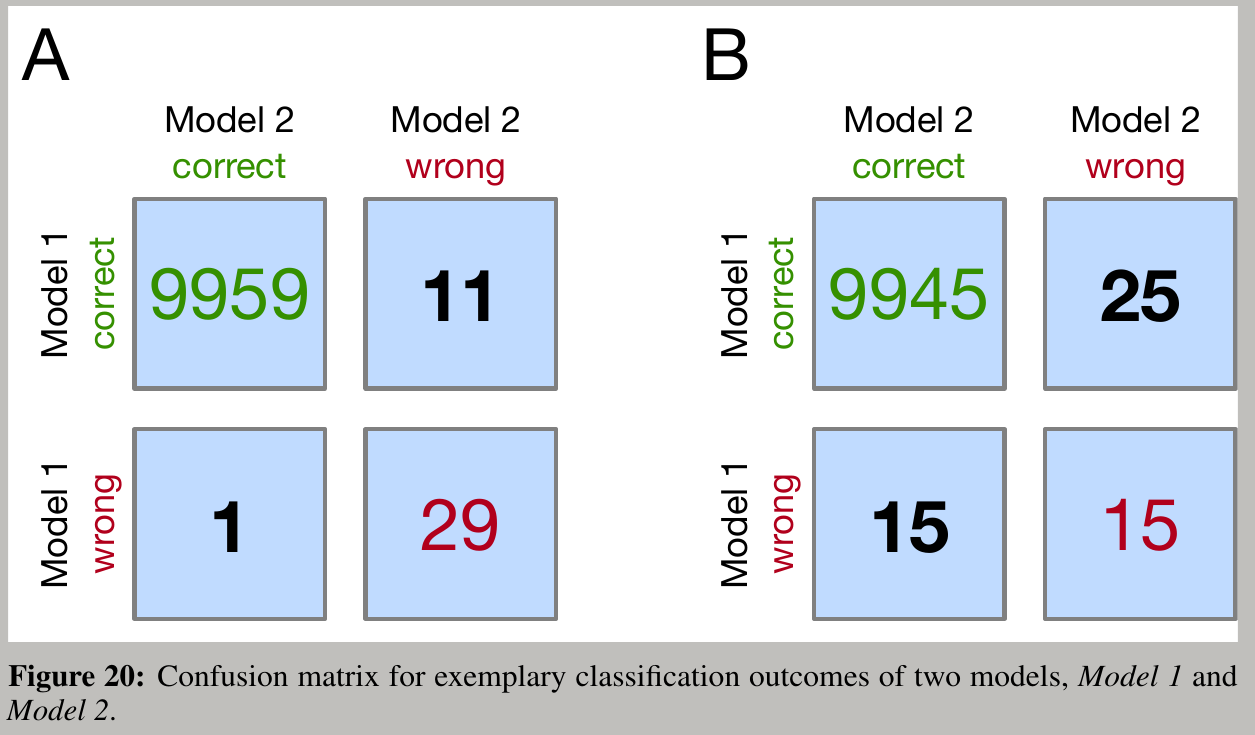 A
B
Model 2 Model 2
correct wrong
Model 2 Model 2
correct wrong
Model 1 correct
9959 11
Model 1 correct
9945 25
Model 1 wrong
1 29
Model 1 wrong
15 15
Figure 20: Confusion matrix for exemplary classification outcomes of two models, Model 1 and
Model 2.